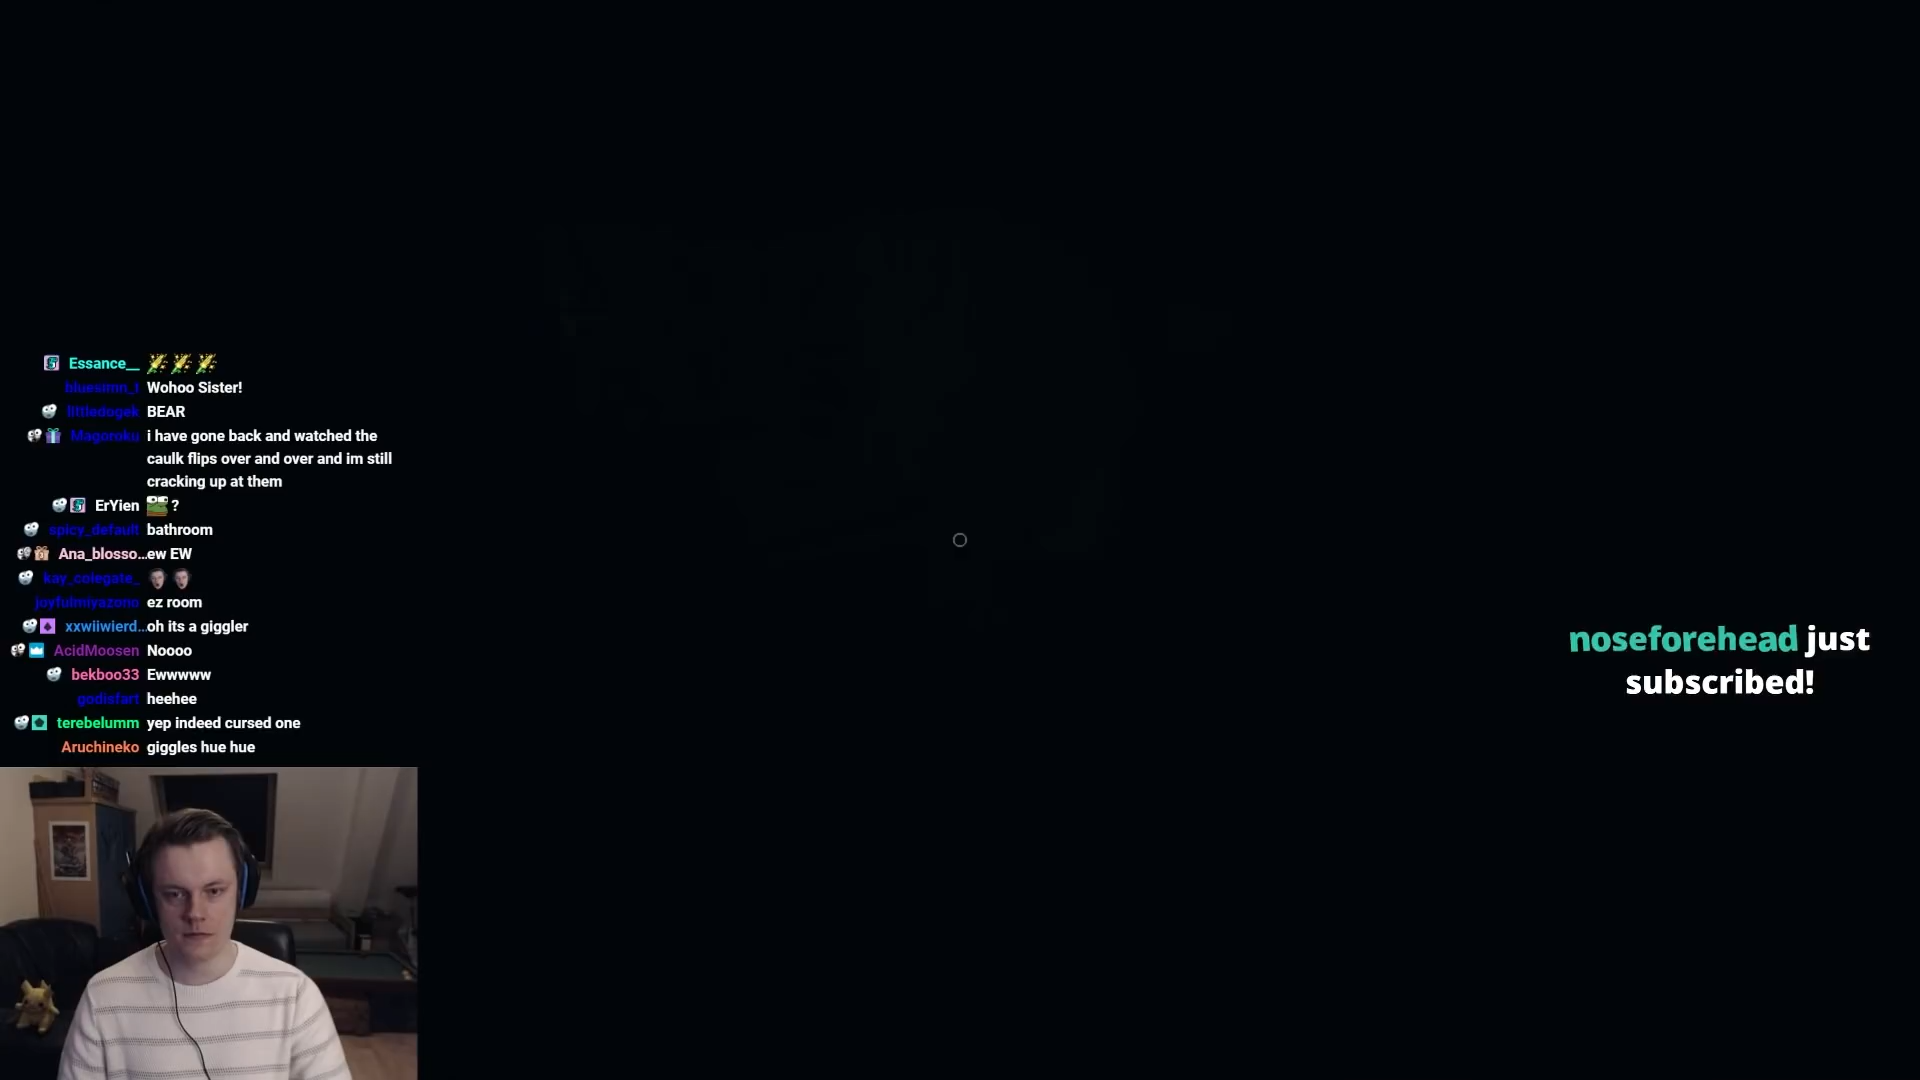 Essance__
bluesimn_t Wohoo Sister!
littledogek BEAR
Magoroku i have gone back and watched the
caulk flips over and over and im still
cracking up at them
ErYien ?
spicy_default bathroom
Ana_blosso... ew EW
kay_colegate_
joyfulmiyazono ez room
xxwiiwierd... oh its a giggler
AcidMoosen Noooo
bekboo33 Ewwwww
godisfart heehee
terebelumm yep indeed cursed one
Aruchineko giggles hue hue
noseforehead just
subscribed!